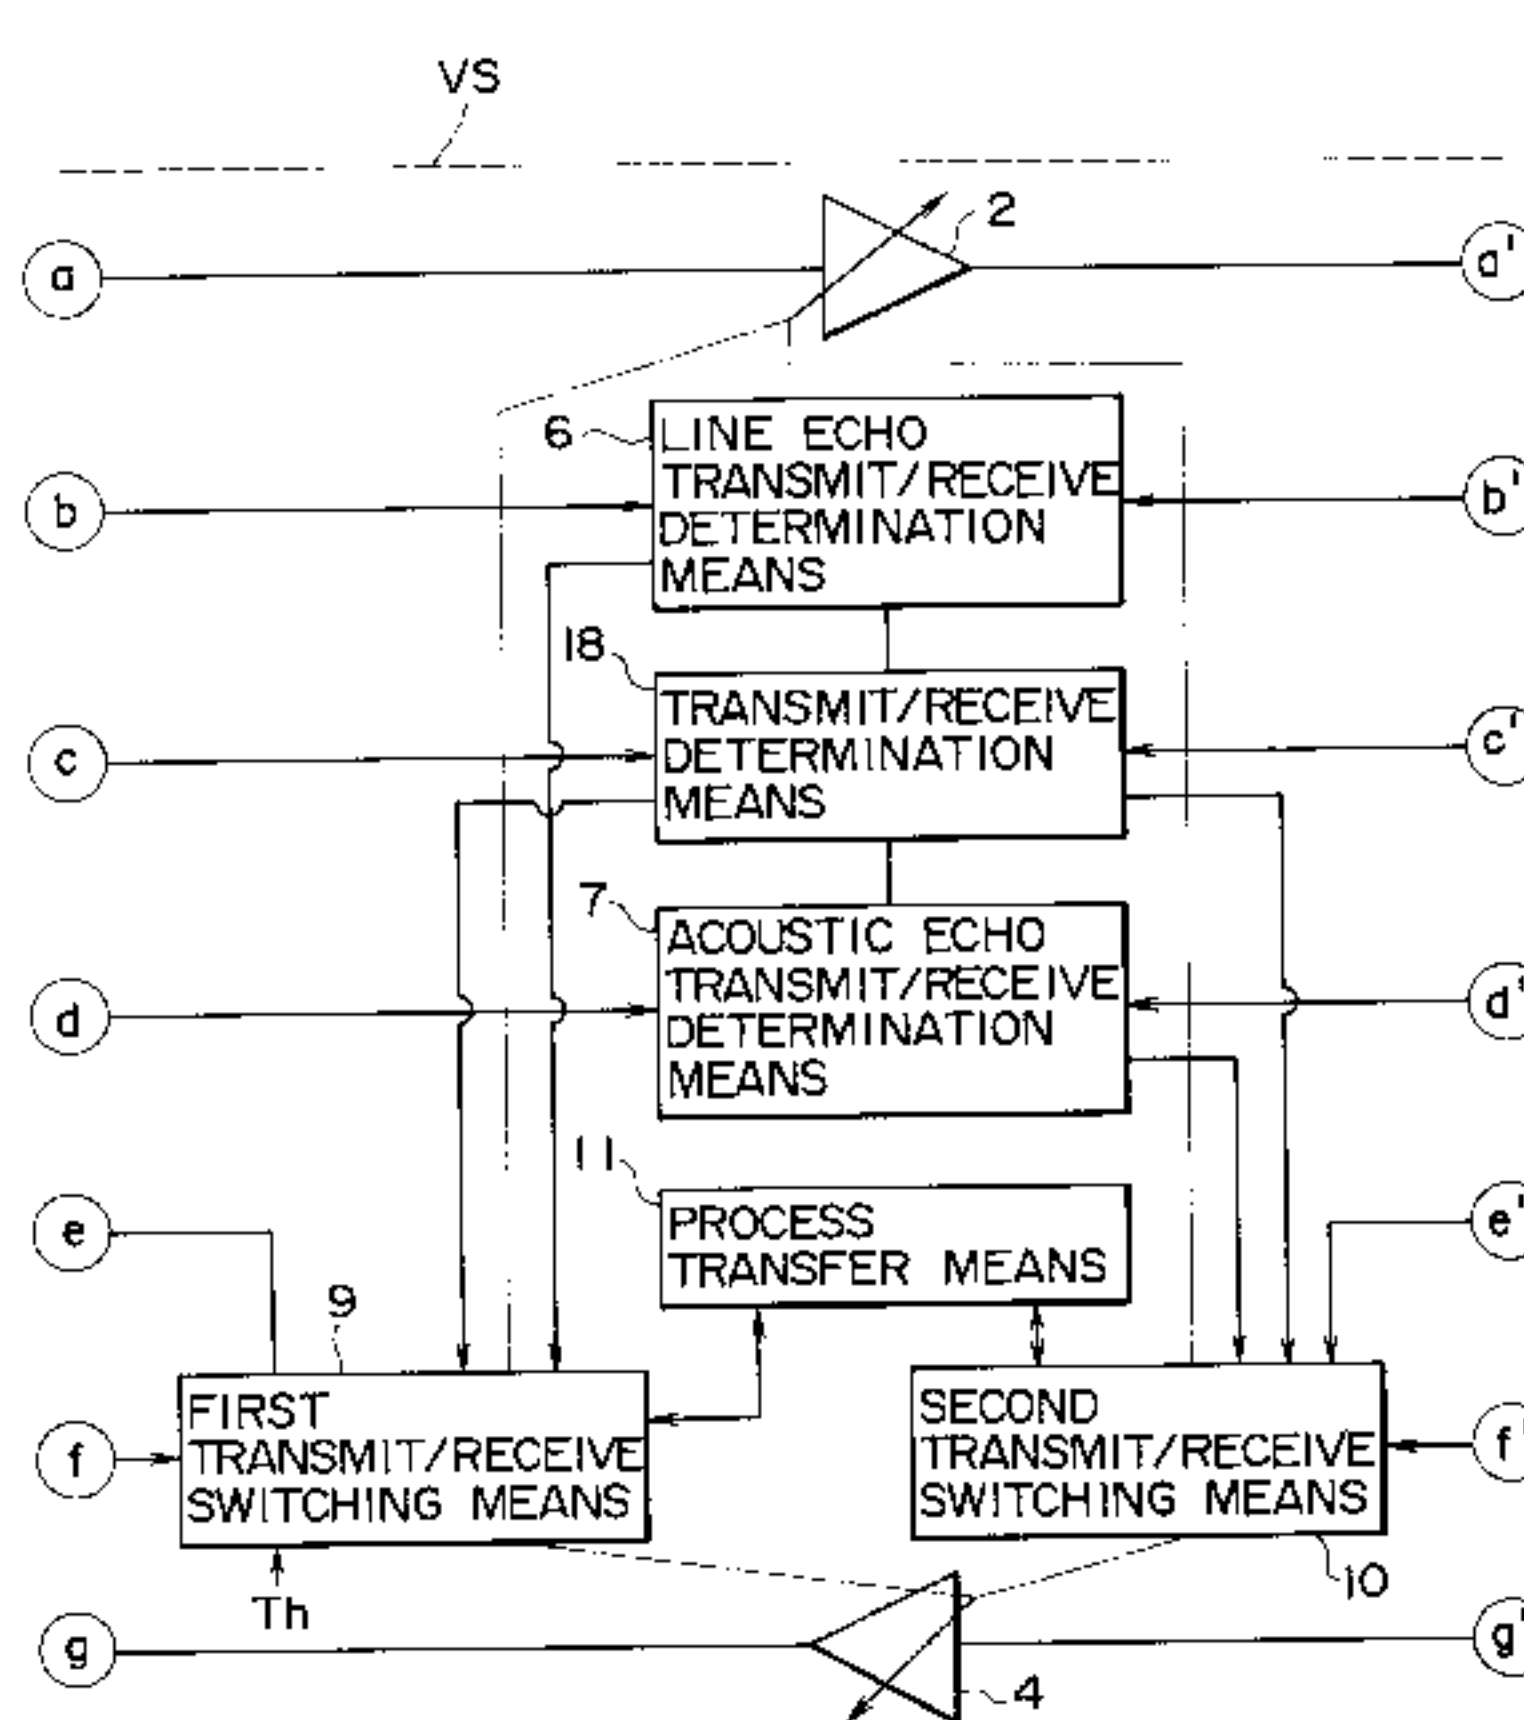 VS
2
a
a'
6
LINE ECHO
TRANSMIT/RECEIVE
DETERMINATION
MEANS
b
b'
18
TRANSMIT/RECEIVE
DETERMINATION
MEANS
c
c'
7
ACOUSTIC ECHO
TRANSMIT/RECEIVE
DETERMINATION
MEANS
d
d'
11
PROCESS
TRANSFER MEANS
e
e'
9
FIRST
TRANSMIT/RECEIVE
SWITCHING MEANS
SECOND
TRANSMIT/RECEIVE
SWITCHING MEANS
f
f'
10
Th
g
g'
4